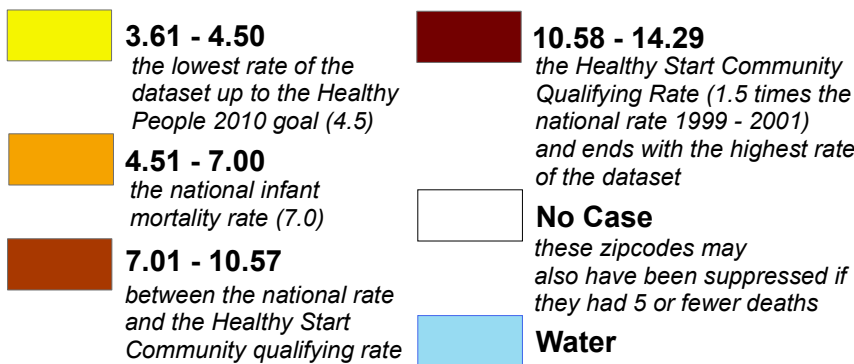 3.61 - 4.50
the lowest rate of the
dataset up to the Healthy
People 2010 goal (4.5)
4.51 - 7.00
the national infant
mortality rate (7.0)
7.01 - 10.57
between the national rate
and the Healthy Start
Community qualifying rate
10.58 - 14.29
the Healthy Start Community
Qualifying Rate (1.5 times the
national rate 1999 - 2001)
and ends with the highest rate
of the dataset
No Case
these zipcodes may
also have been suppressed if
they had 5 or fewer deaths
Water